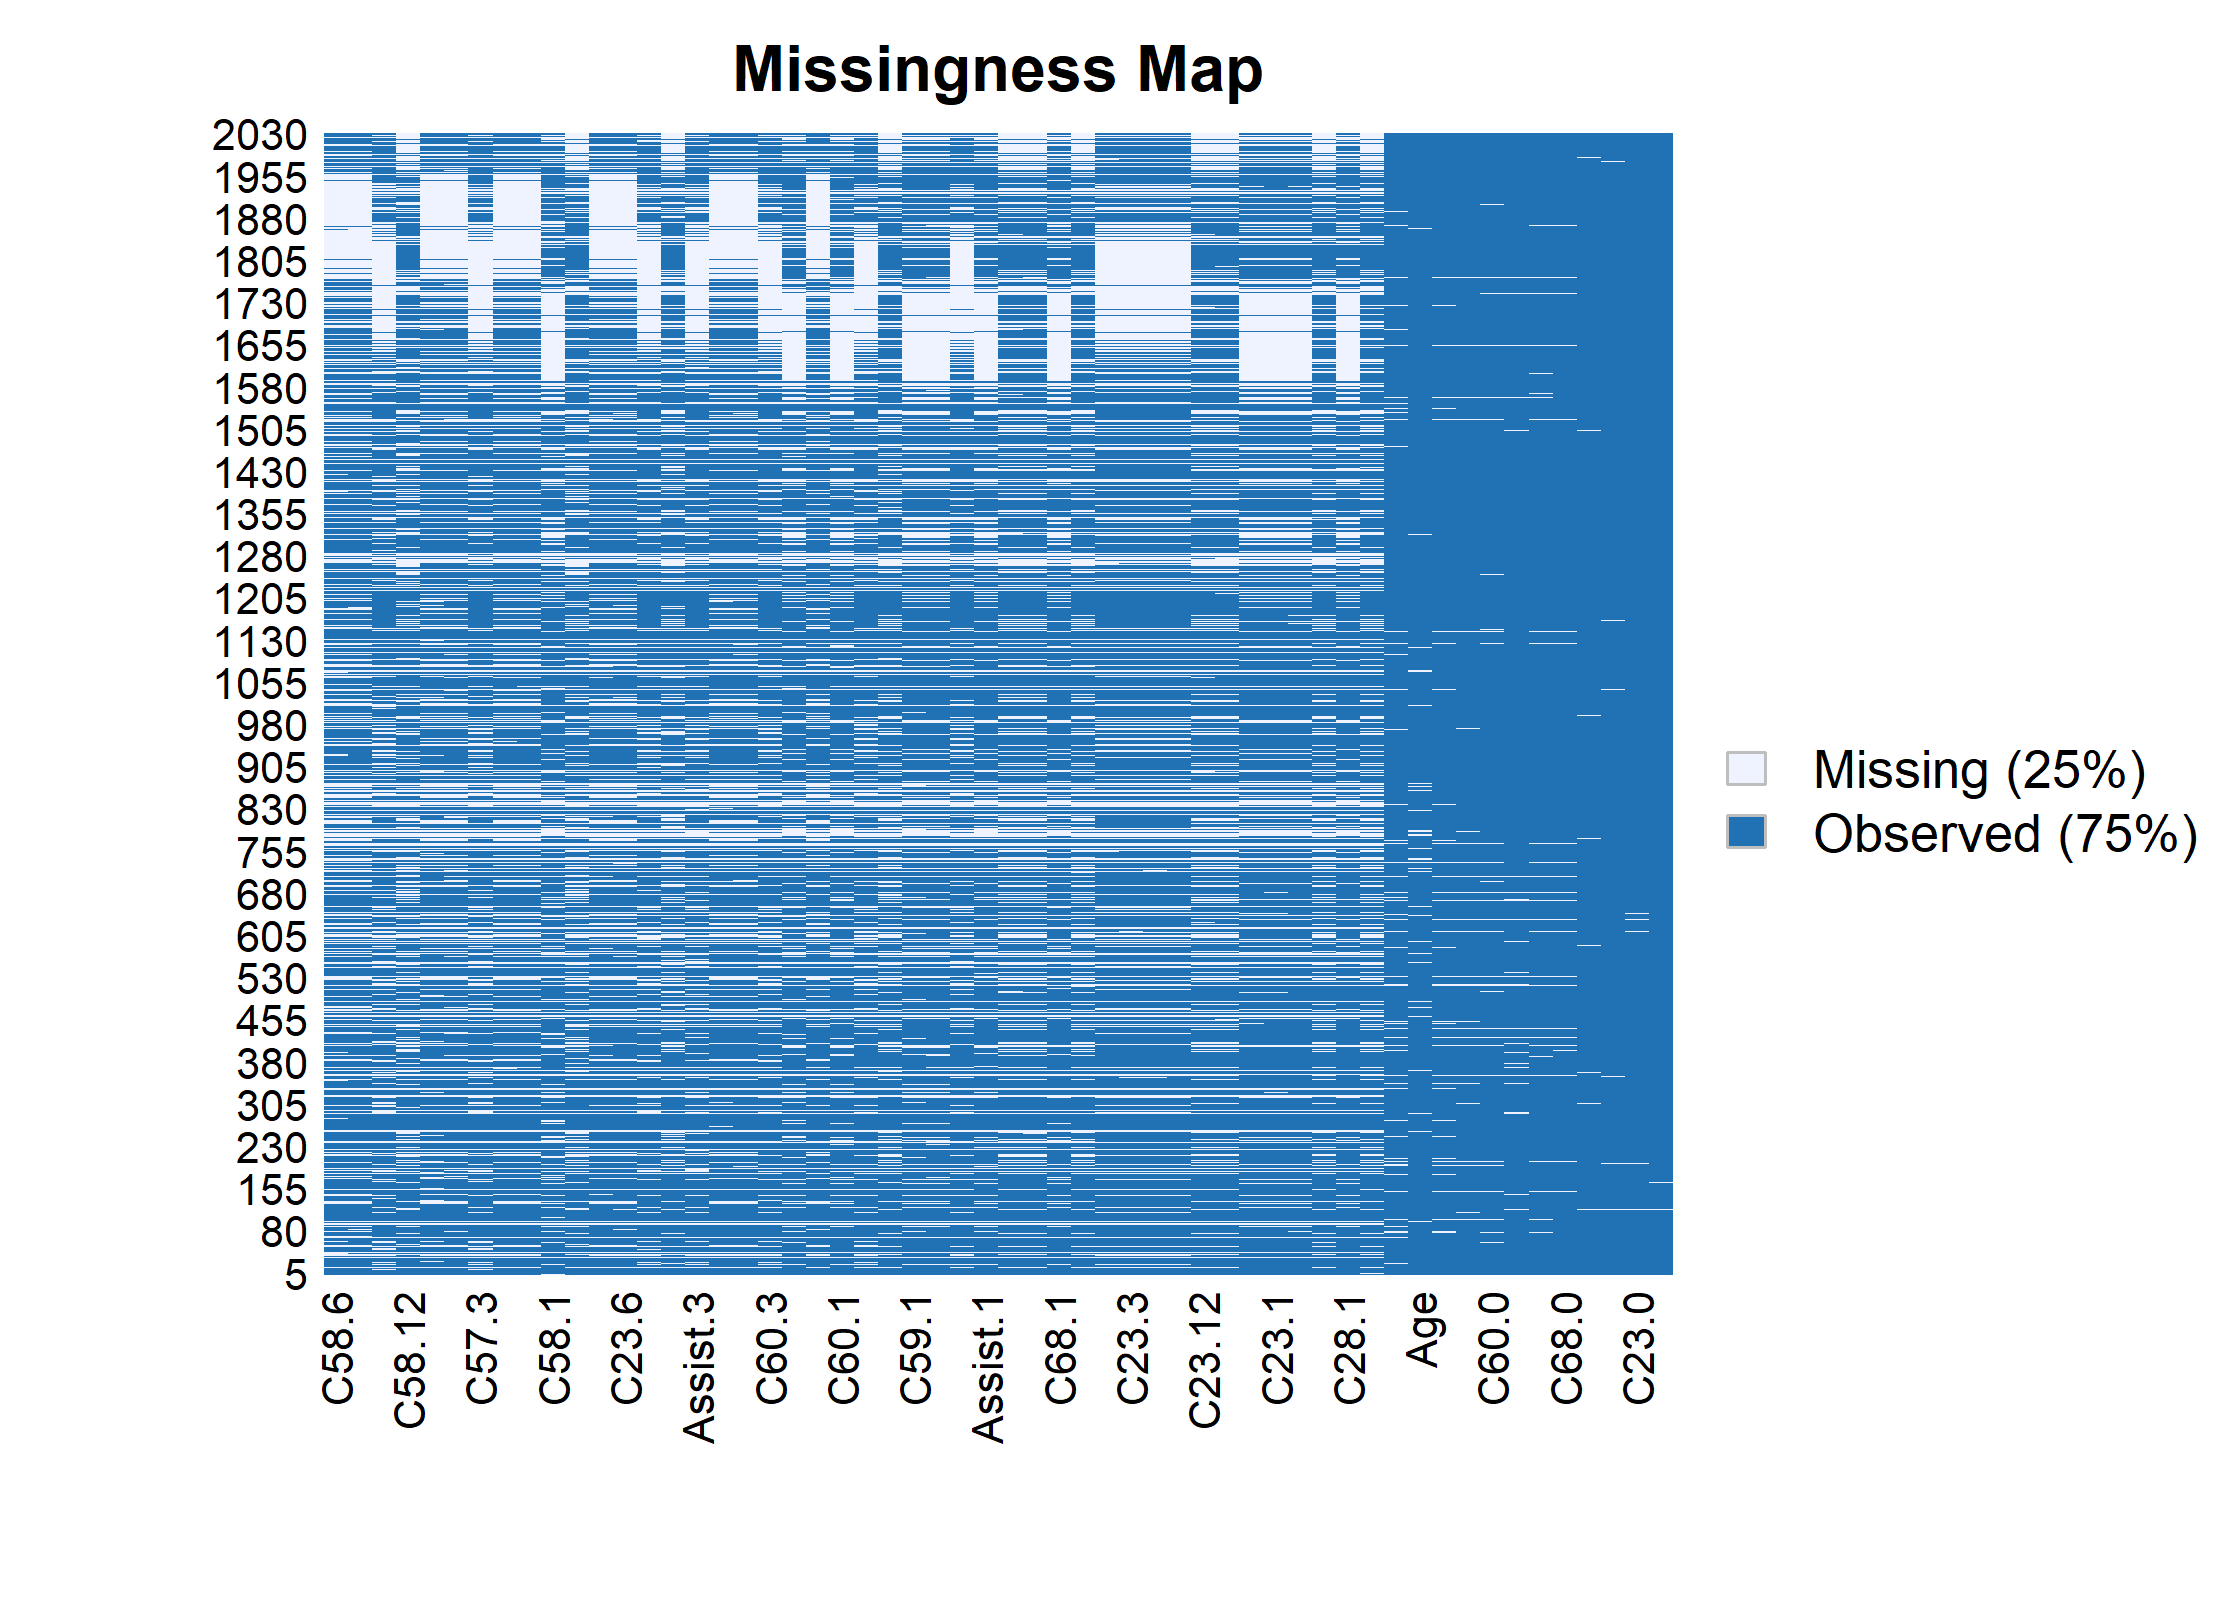 Missingness Map
2030
1955
1880
1805
1730
1655
1580
1505
1430
1355
1280
1205
1130
1055
980
905
830
755
680
605
530
455
380
305
230
155
80
5
Missing (25%)
Observed (75%)
C58.6
C58.12
C57.3
C58.1
C23.6
Assist.3
C60.3
C60.1
C59.1
Assist.1
C68.1
C23.3
C23.12
C23.1
C28.1
Age
C60.0
C68.0
C23.0